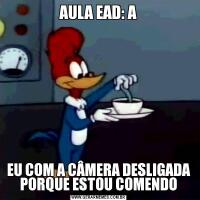 AULA EAD: A
EU COM A CÂMERA DESLIGADA
PORQUE ESTOU COMENDO